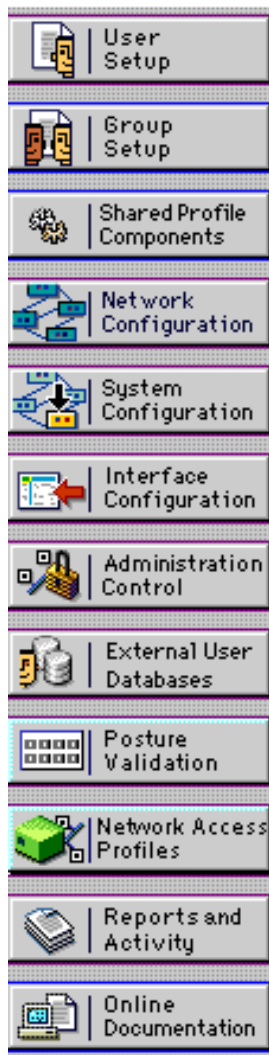 User
Setup
Group
Setup
Shared Profile
Components
Network
Configuration
System
Configuration
Interface
Configuration
Administration
Control
External User
Databases
Posture
Validation
Network Access
Profiles
Reports and
Activity
Online
Documentation